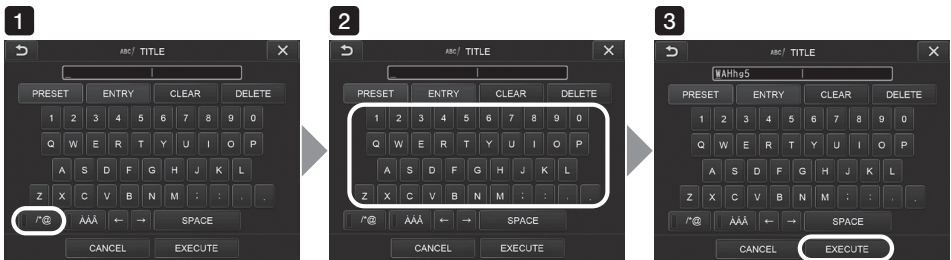 1
ABC/ TITLE
_
PRESET ENTRY CLEAR DELETE
1 2 3 4 5 6 7 8 9 0
Q W E R T Y U I O P
A S D F G H J K L
Z X C V B N M ; : , .
/*@ ÀÁÂ ← → SPACE
CANCEL EXECUTE
2
ABC/ TITLE
_
PRESET ENTRY CLEAR DELETE
1 2 3 4 5 6 7 8 9 0
Q W E R T Y U I O P
A S D F G H J K L
Z X C V B N M : ; , .
/*@ ÀÁÂ ← → SPACE
CANCEL EXECUTE
3
ABC/ TITLE
WAHhg5
PRESET ENTRY CLEAR DELETE
1 2 3 4 5 6 7 8 9 0
Q W E R T Y U I O P
A S D F G H J K L
Z X C V B N M : ; , .
/*@ ÀÁÂ ← → SPACE
CANCEL EXECUTE